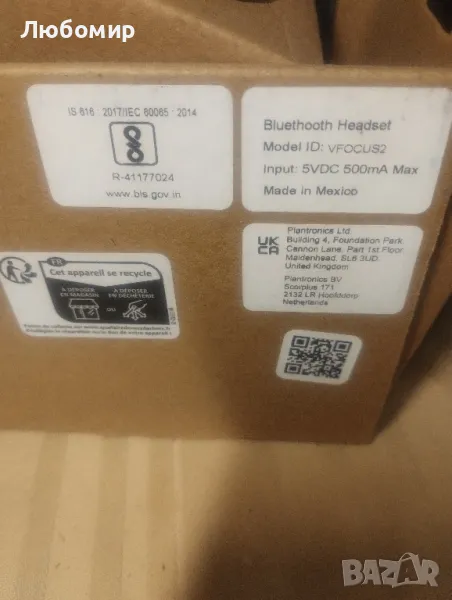 Любомир
IS 616 : 2017/IEC 60065 : 2014
R-41177024
www.bis.gov.in
Bluethooth Headset
Model ID: VFOCUS2
Input: 5VDC 500mA Max
Made in Mexico
UK
CA
Plantronics Ltd
Building 4, Foundation Park
Cannon Lane, Part 1st Floor
Maidenhead, SL6 3UD,
United Kingdom
Plantronics BV
Scorpius 171
2132 LR Hoofddorp
Netherlands
FR
Cet appareil se recycle
À DÉPOSER
EN MAGASIN
OU
À DÉPOSER
EN DÉCHÈTERIE
BAZAR